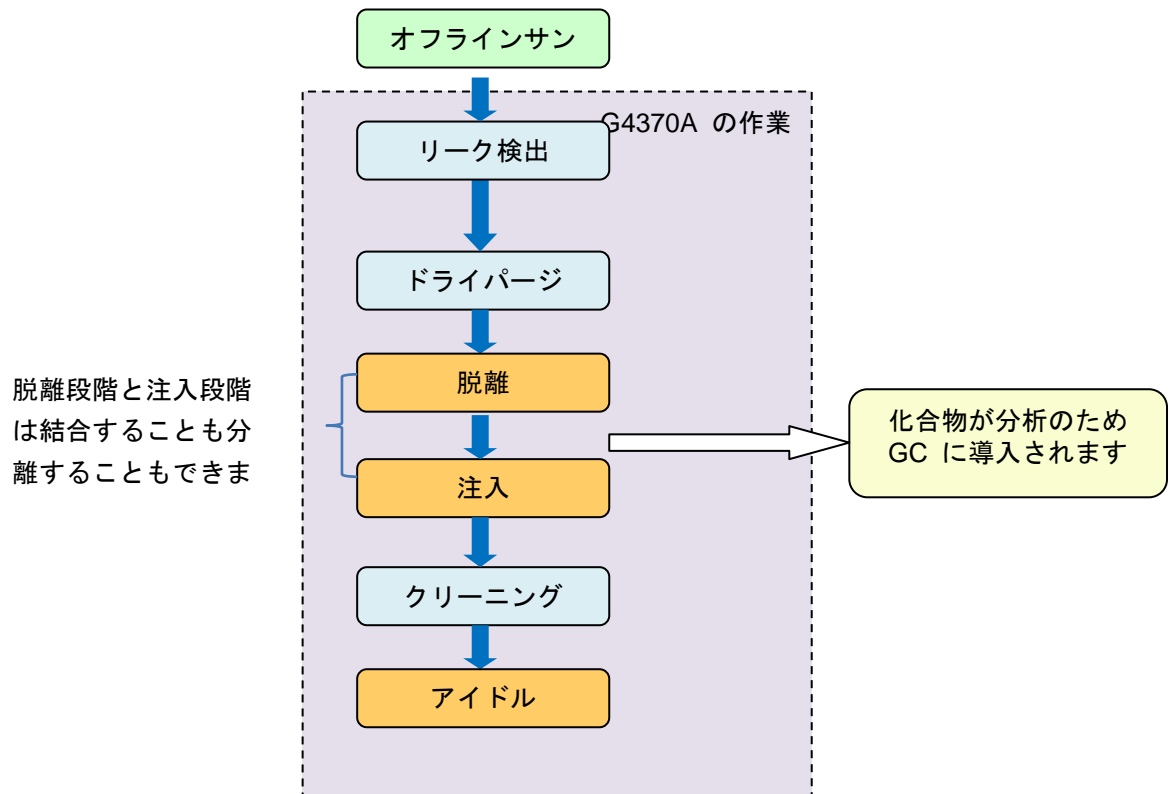 オフラインサン
G4370A の作業
リーク検出
ドライパージ
脱離
脱離段階と注入段階
は結合することも分
離することもできま
化合物が分析のため
GC に導入されます
注入
クリーニング
アイドル